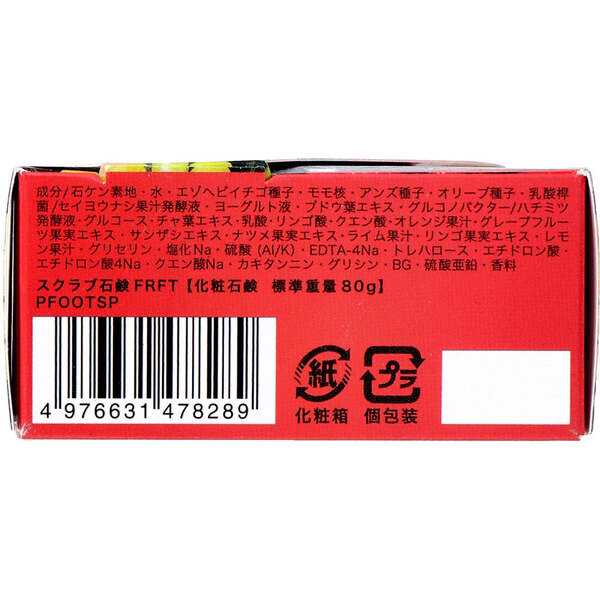 成分/石ケン素地・水・エゾヘビイチゴ種子・モモ核・アンズ種子・オリーブ種子・乳酸桿
菌/セイヨウナシ果汁発酵液・ヨーグルト液・ブドウ葉エキス・グルコノバクター/ハチミツ
発酵液・グルコース・チャ葉エキス・乳酸・リンゴ酸・クエン酸・オレンジ果汁・グレープフルー
ツ果実エキス・サンザシエキス・ナツメ果実エキス・ライム果汁・リンゴ果実エキス・レモ
ン果汁・グリセリン・塩化Na・硫酸 (Al/K)・EDTA-4Na・トレハロース・エチドロン酸・
エチドロン酸4Na・クエン酸Na・カキタンニン・グリシン・BG・硫酸亜鉛・香料
スクラブ石鹸 FRFT【化粧石鹸 標準重量 80g】
PFOOTSP
紙 プラ
4 976631 478289 化粧箱 個包装